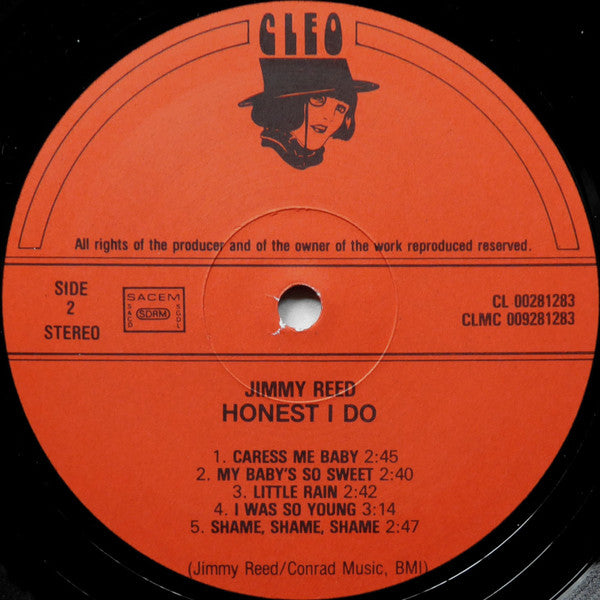 CLEO
All rights of the producer and of the owner of the work reproduced reserved.
SIDE
2
STEREO
SACEM
SACD
SDRM
SGDL
CL 00281283
CLMC 009281283
JIMMY REED
HONEST I DO
1. CARESS ME BABY 2:45
2. MY BABY'S SO SWEET 2:40
3. LITTLE RAIN 2:42
4. I WAS SO YOUNG 3:14
5. SHAME, SHAME, SHAME 2:47
(Jimmy Reed/Conrad Music, BMI)